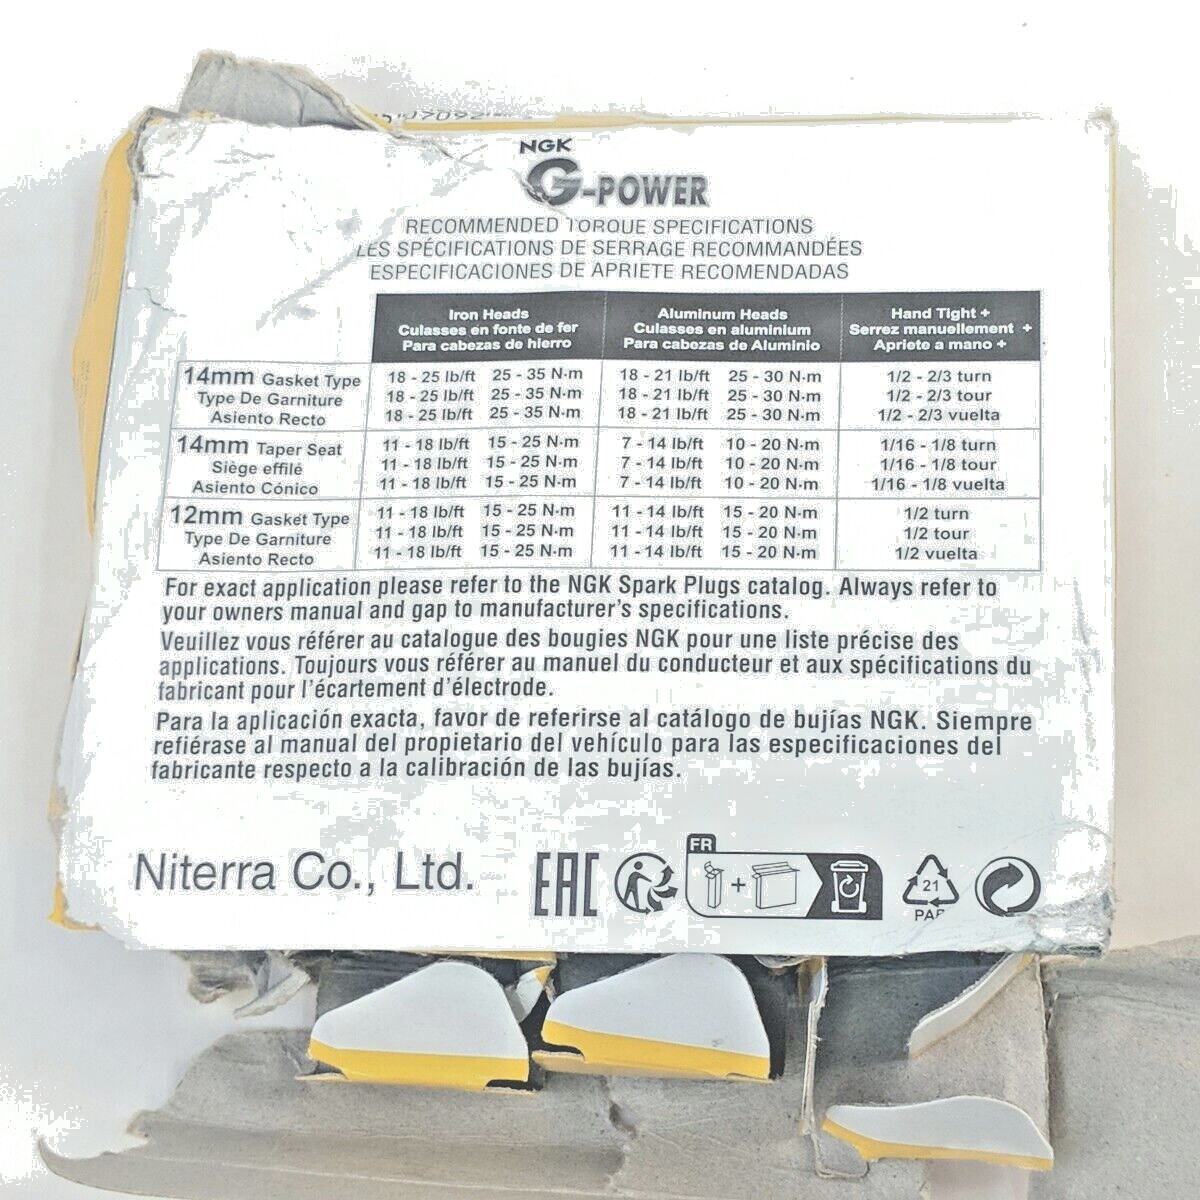 NGK
G-POWER
RECOMMENDED TORQUE SPECIFICATIONS
LES SPÉCIFICATIONS DE SERRAGE RECOMMANDÉES
ESPECIFICACIONES DE APRIETE RECOMENDADAS
Iron Heads Aluminum Heads Hand Tight +
Culasses en fonte de fer Culasses en aluminium Serrez manuellement +
Para cabezas de hierro Para cabezas de Aluminio Apriete a mano +
14mm Gasket Type 18 - 25 lb/ft 25 - 35 N·m 18 - 21 lb/ft 25 - 30 N·m 1/2 - 2/3 turn
Type De Garniture 18 - 25 lb/ft 25 - 35 N·m 18 - 21 lb/ft 25 - 30 N·m 1/2 - 2/3 tour
Asiento Recto 18 - 25 lb/ft 25 - 35 N·m 18 - 21 lb/ft 25 - 30 N·m 1/2 - 2/3 vuelta
14mm Taper Seat 11 - 18 lb/ft 15 - 25 N·m 7 - 14 lb/ft 10 - 20 N·m 1/16 - 1/8 turn
Siège effilé 11 - 18 lb/ft 15 - 25 N·m 7 - 14 lb/ft 10 - 20 N·m 1/16 - 1/8 tour
Asiento Cónico 11 - 18 lb/ft 15 - 25 N·m 7 - 14 lb/ft 10 - 20 N·m 1/16 - 1/8 vuelta
12mm Gasket Type 11 - 18 lb/ft 15 - 25 N·m 11 - 14 lb/ft 15 - 20 N·m 1/2 turn
Type De Garniture 11 - 18 lb/ft 15 - 25 N·m 11 - 14 lb/ft 15 - 20 N·m 1/2 tour
Asiento Recto 11 - 18 lb/ft 15 - 25 N·m 11 - 14 lb/ft 15 - 20 N·m 1/2 vuelta
For exact application please refer to the NGK Spark Plugs catalog. Always refer to
your owners manual and gap to manufacturer's specifications.
Veuillez vous référer au catalogue des bougies NGK pour une liste précise des
applications. Toujours vous référer au manuel du conducteur et aux spécifications du
fabricant pour l'écartement d'électrode.
Para la aplicación exacta, favor de referirse al catálogo de bujías NGK. Siempre
refiérase al manual del propietario del vehículo para las especificaciones del
fabricante respecto a la calibración de las bujías.
Niterra Co., Ltd.
EAC
FR
+
21
PAP